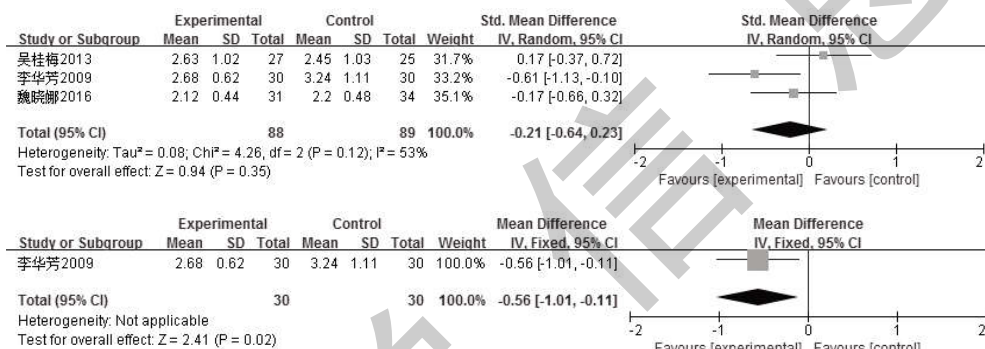 Experimental Control Std. Mean Difference Std. Mean Difference
Study or Subgroup Mean SD Total Mean SD Total Weight IV, Random, 95% CI IV, Random, 95% CI
吴桂梅2013 2.63 1.02 27 2.45 1.03 25 31.7% 0.17 [-0.37, 0.72]
李华芳2009 2.68 0.62 30 3.24 1.11 30 33.2% -0.61 [-1.13, -0.10]
魏晓娜2016 2.12 0.44 31 2.2 0.48 34 35.1% -0.17 [-0.66, 0.32]
Total (95% CI) 88 89 100.0% -0.21 [-0.64, 0.23]
Heterogeneity: Tau² = 0.08; Chi² = 4.26, df = 2 (P = 0.12); I² = 53%
Test for overall effect: Z = 0.94 (P = 0.35)
-2 -1 0 1 2
Favours [experimental] Favours [control]
Experimental Control Mean Difference Mean Difference
Study or Subgroup Mean SD Total Mean SD Total Weight IV, Fixed, 95% CI IV, Fixed, 95% CI
李华芳2009 2.68 0.62 30 3.24 1.11 30 100.0% -0.56 [-1.01, -0.11]
Total (95% CI) 30 30 100.0% -0.56 [-1.01, -0.11]
Heterogeneity: Not applicable
Test for overall effect: Z = 2.41 (P = 0.02)
-2 -1 0 1 2
Favours [experimental] Favours [control]
信